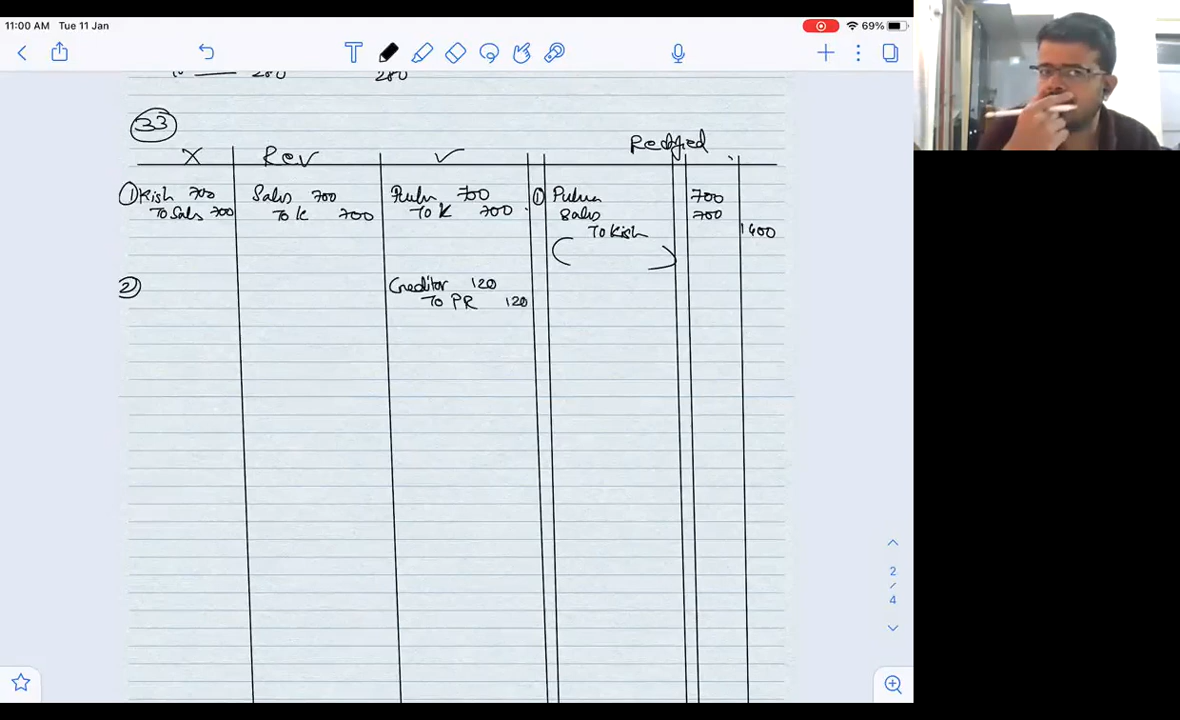 11:00 AM Tue 11 Jan
69%
280 280
33
X Rev ✓ Rectified
① Kish 700 Sales 700 700 ①
To Sales 700 To K 700 To K 700 Sales
700
700
To Kish 1400
② Creditor 120
To PR 120
2
/
4